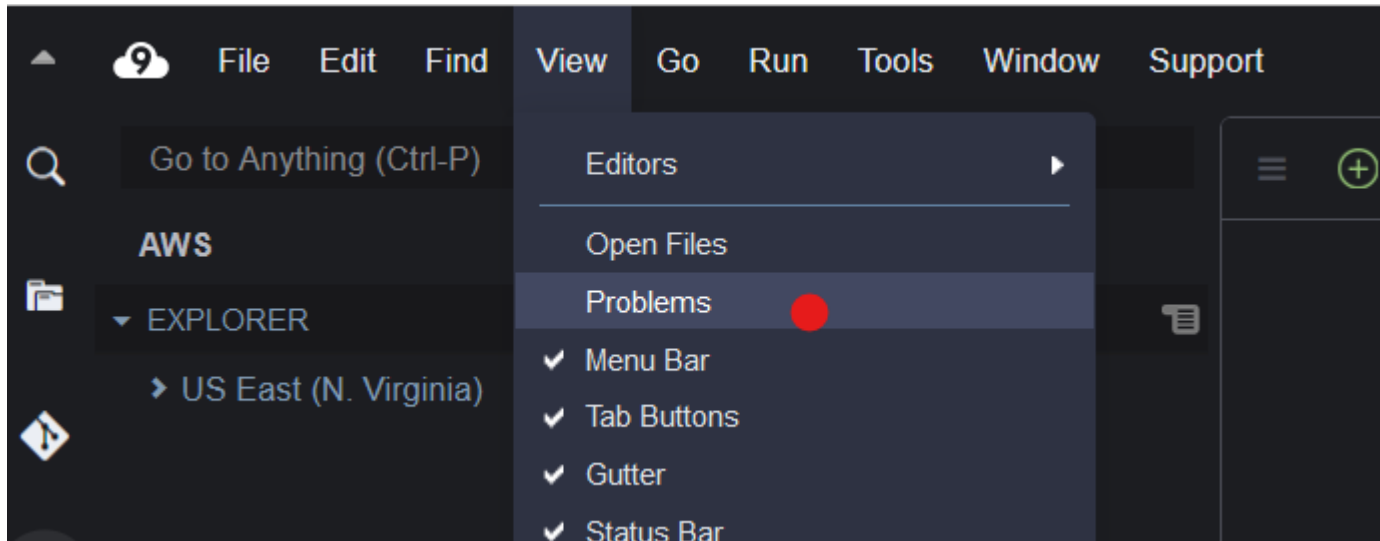 9 File Edit Find View Go Run Tools Window Support
Go to Anything (Ctrl-P)
AWS
EXPLORER
US East (N. Virginia)
Editors
Open Files
Problems
Menu Bar
Tab Buttons
Gutter
Status Bar